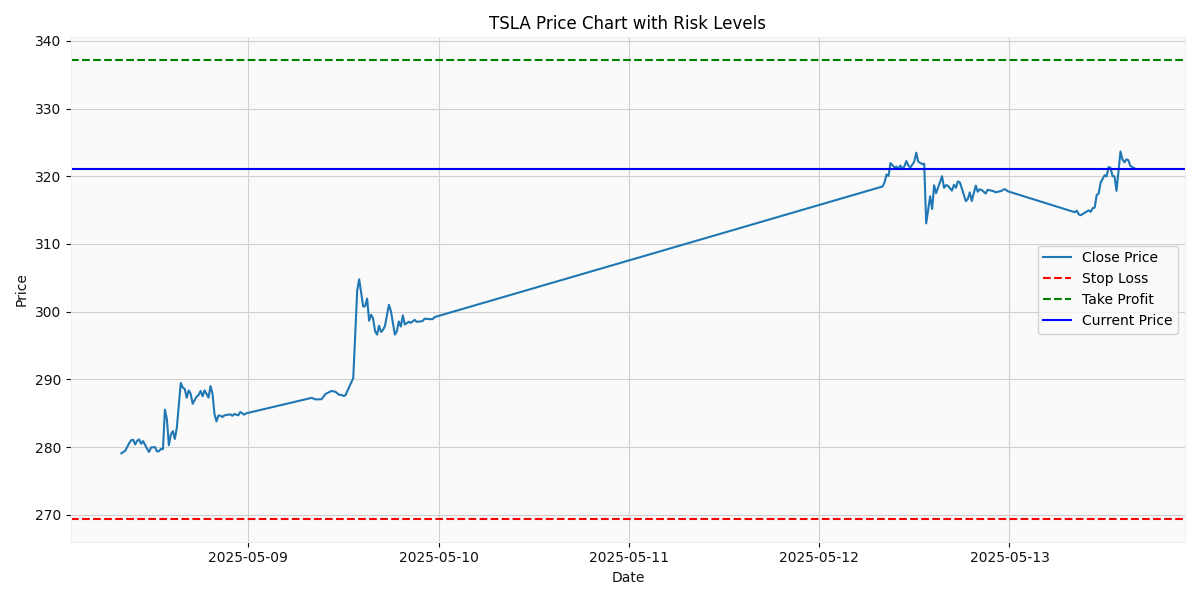 TSLA Price Chart with Risk Levels
340
330
320
310
300
290
280
270
Price
Close Price
Stop Loss
Take Profit
Current Price
2025-05-09
2025-05-10
2025-05-11
2025-05-12
2025-05-13
Date